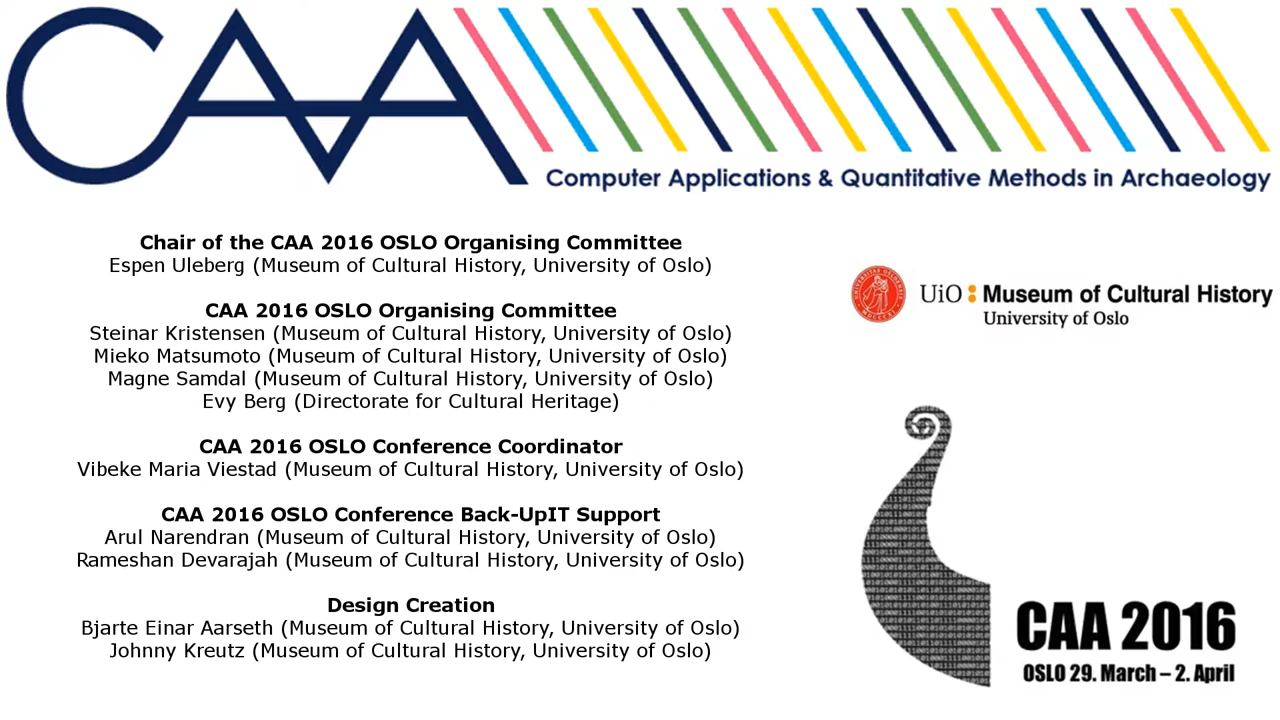 CAA
Computer Applications & Quantitative Methods in Archaeology
Chair of the CAA 2016 OSLO Organising Committee
Espen Uleberg (Museum of Cultural History, University of Oslo)
CAA 2016 OSLO Organising Committee
Steinar Kristensen (Museum of Cultural History, University of Oslo)
Mieko Matsumoto (Museum of Cultural History, University of Oslo)
Magne Samdal (Museum of Cultural History, University of Oslo)
Evy Berg (Directorate for Cultural Heritage)
CAA 2016 OSLO Conference Coordinator
Vibeke Maria Viestad (Museum of Cultural History, University of Oslo)
CAA 2016 OSLO Conference Back-UpIT Support
Arul Narendran (Museum of Cultural History, University of Oslo)
Rameshan Devarajah (Museum of Cultural History, University of Oslo)
Design Creation
Bjarte Einar Aarseth (Museum of Cultural History, University of Oslo)
Johnny Kreutz (Museum of Cultural History, University of Oslo)
UiO : Museum of Cultural History
University of Oslo
CAA 2016
OSLO 29. March – 2. April